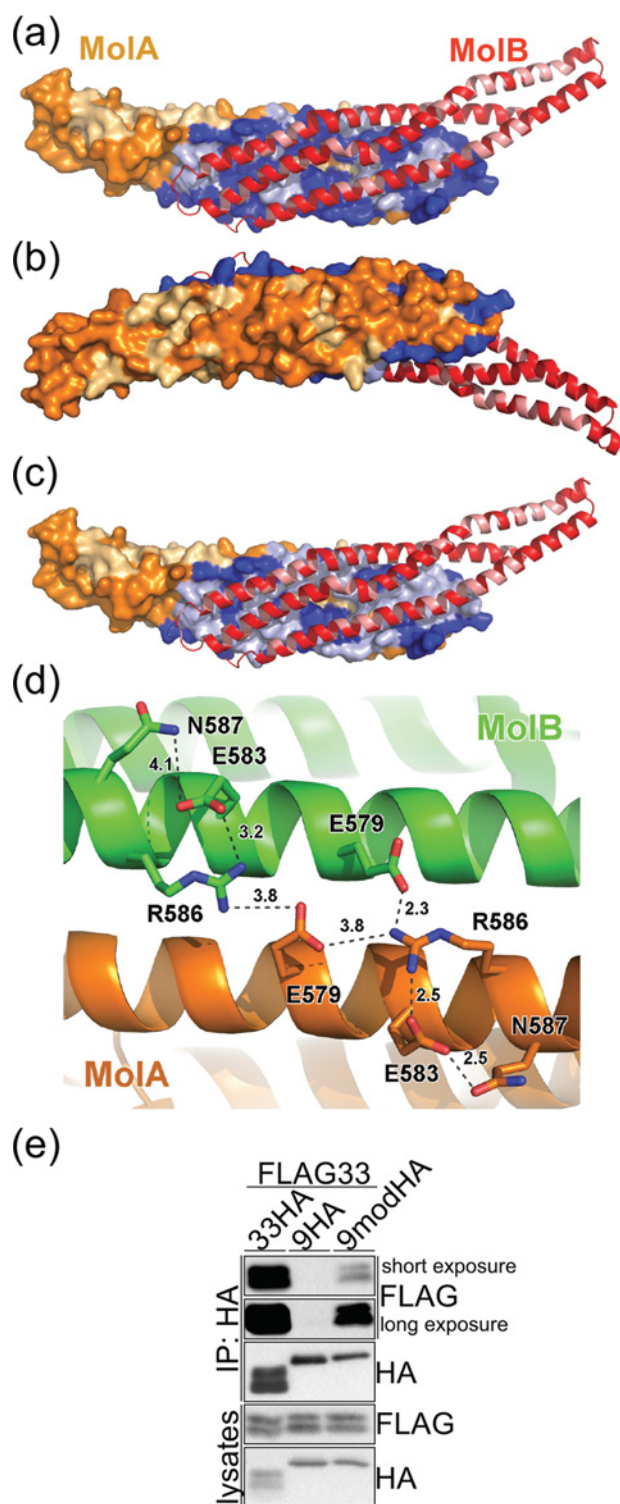 (a)
MolA MolB
(b)
(c)
(d)
N587
MolB
E583
4.1
3.2
E579
R586
3.8
2.3
3.8
R586
E579
2.5
N587
MolA
E583
2.5
(e)
FLAG33
33HA 9HA 9modHA
IP: HA
short exposure
FLAG
long exposure
HA
lysates
FLAG
HA